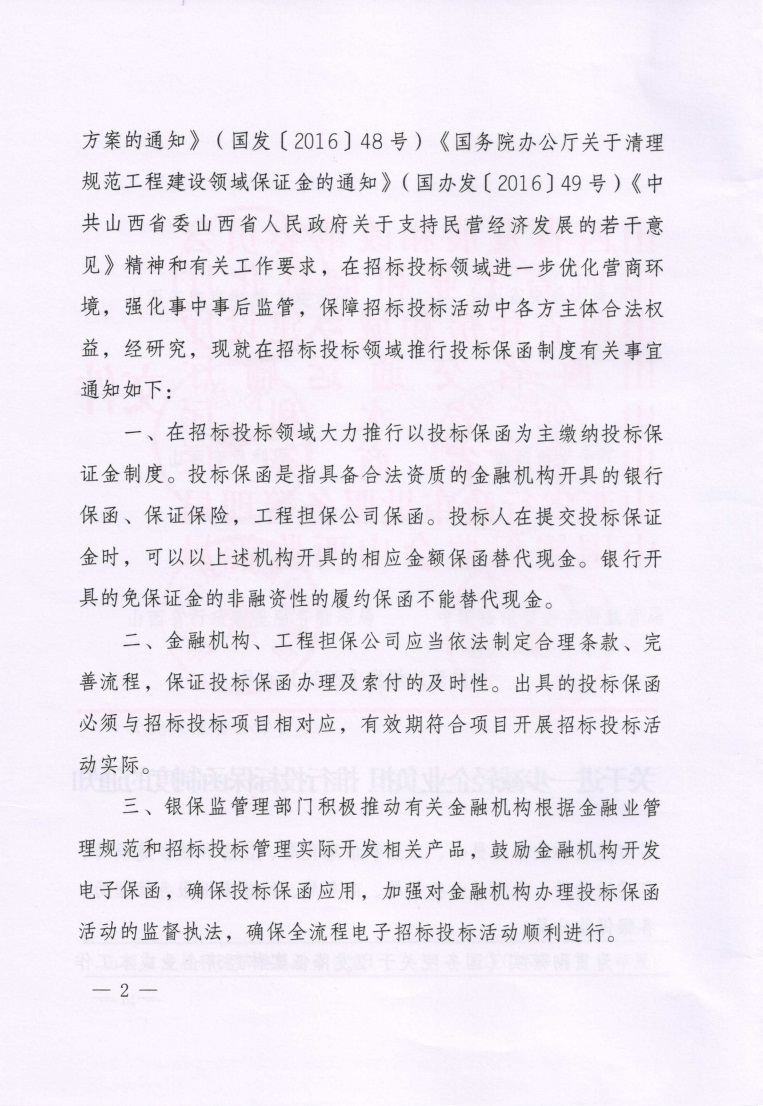 方案的通知》（国发〔2016〕48 号）《国务院办公厅关于清理
规范工程建设领域保证金的通知》（国办发〔2016〕49 号）《中
共山西省委山西省人民政府关于支持民营经济发展的若干意
见》精神和有关工作要求，在招标投标领域进一步优化营商环
境，强化事中事后监管，保障招标投标活动中各方主体合法权
益，经研究，现就在招标投标领域推行投标保函制度有关事宜
通知如下：
一、在招标投标领域大力推行以投标保函为主缴纳投标保
证金制度。投标保函是指具备合法资质的金融机构开具的银行
保函、保证保险，工程担保公司保函。投标人在提交投标保证
金时，可以以上述机构开具的相应金额保函替代现金。银行开
具的免保证金的非融资性的履约保函不能替代现金。
二、金融机构、工程担保公司应当依法制定合理条款、完
善流程，保证投标保函办理及索付的及时性。出具的投标保函
必须与招标投标项目相对应，有效期符合项目开展招标投标活
动实际。
三、银保监管理部门积极推动有关金融机构根据金融业管
理规范和招标投标管理实际开发相关产品，鼓励金融机构开发
电子保函，确保投标保函应用，加强对金融机构办理投标保函
活动的监督执法，确保全流程电子招标投标活动顺利进行。
— 2 —